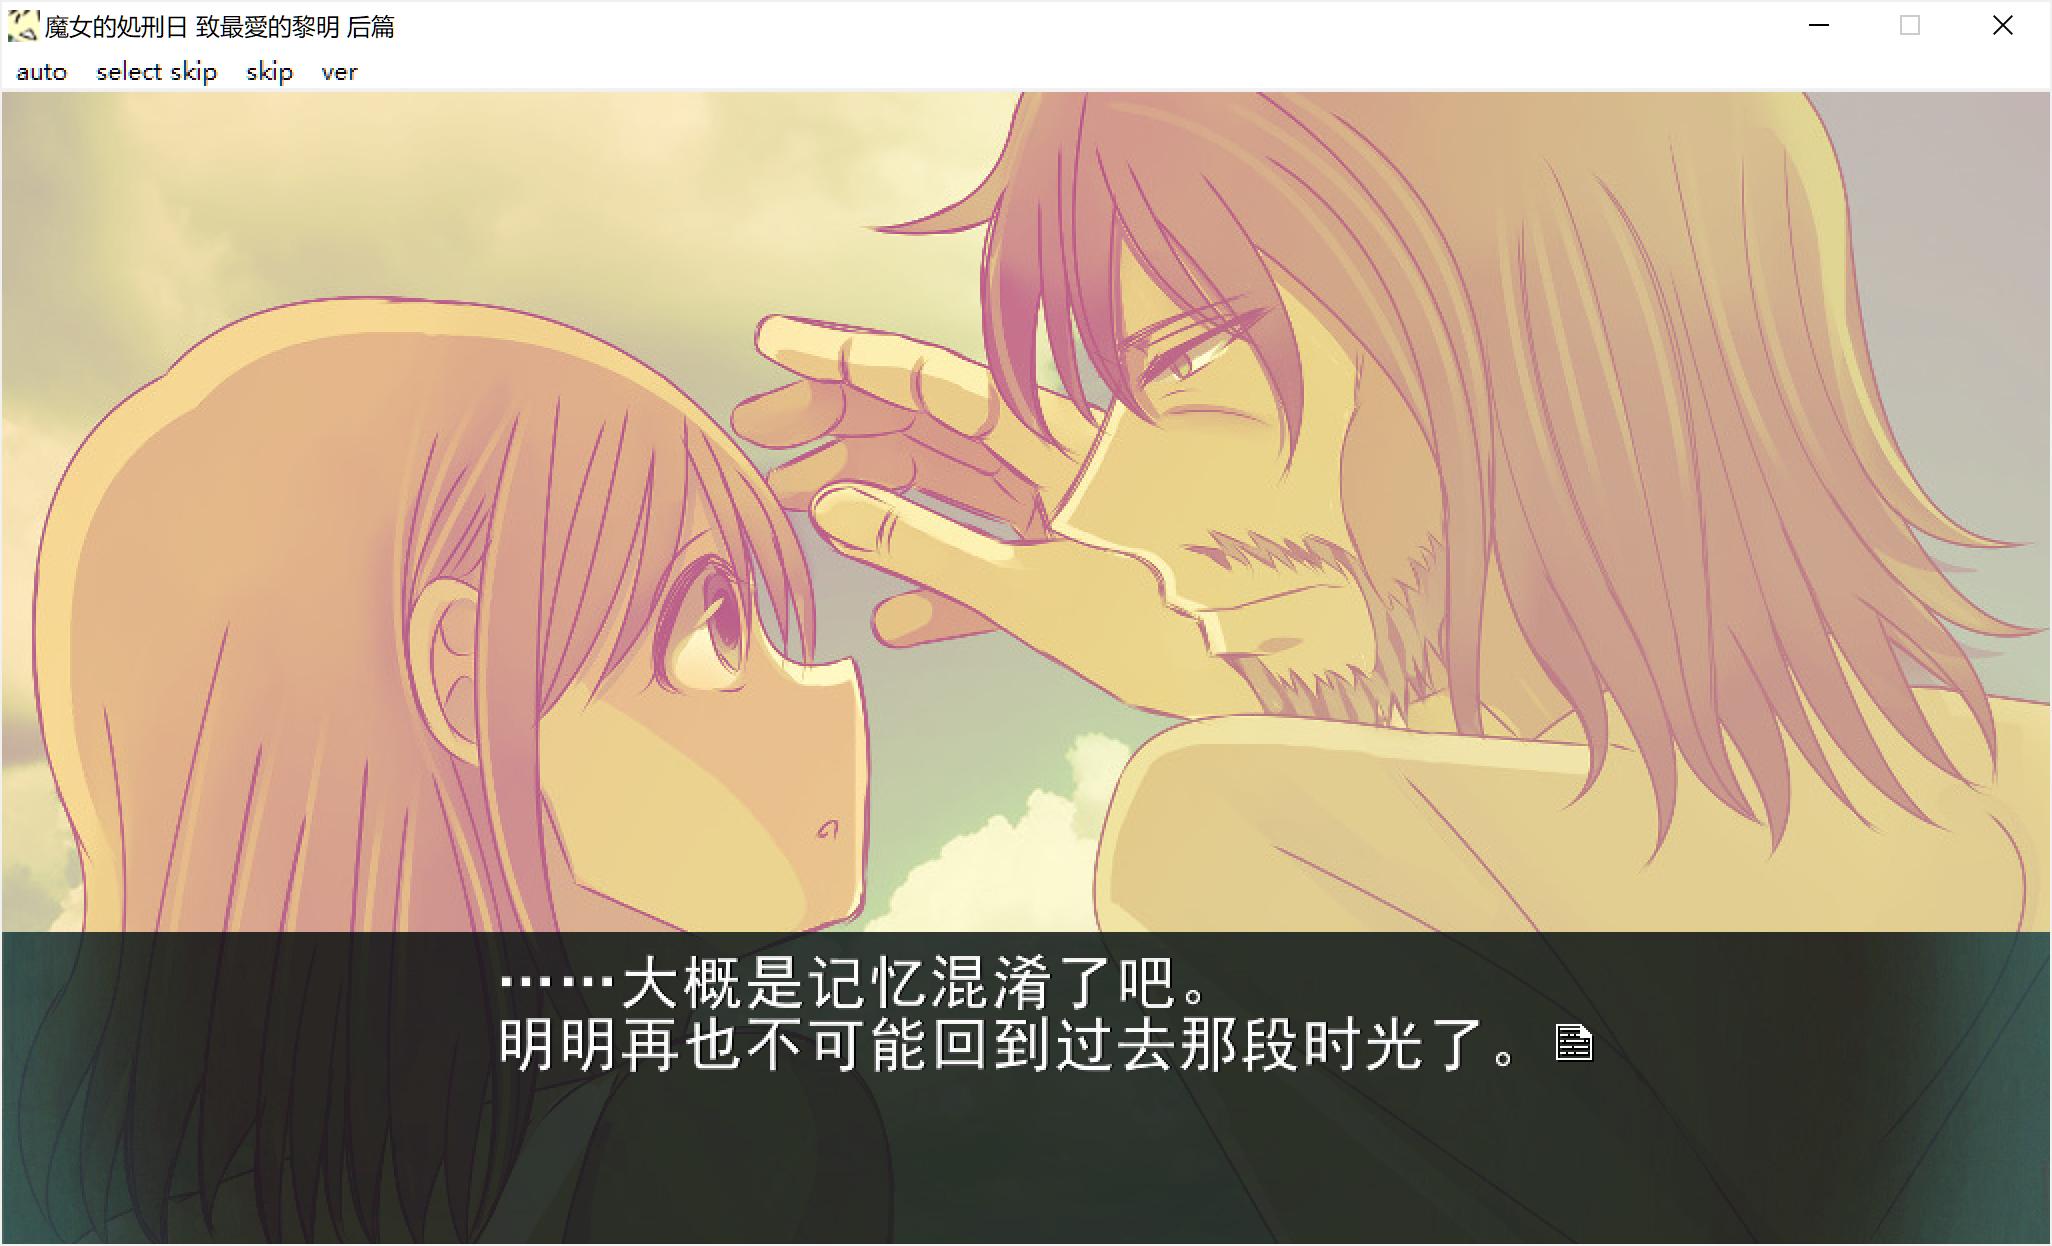 魔女的処刑日 致最愛的黎明 后篇
auto select skip skip ver
……大概是记忆混淆了吧。
明明再也不可能回到过去那段时光了。